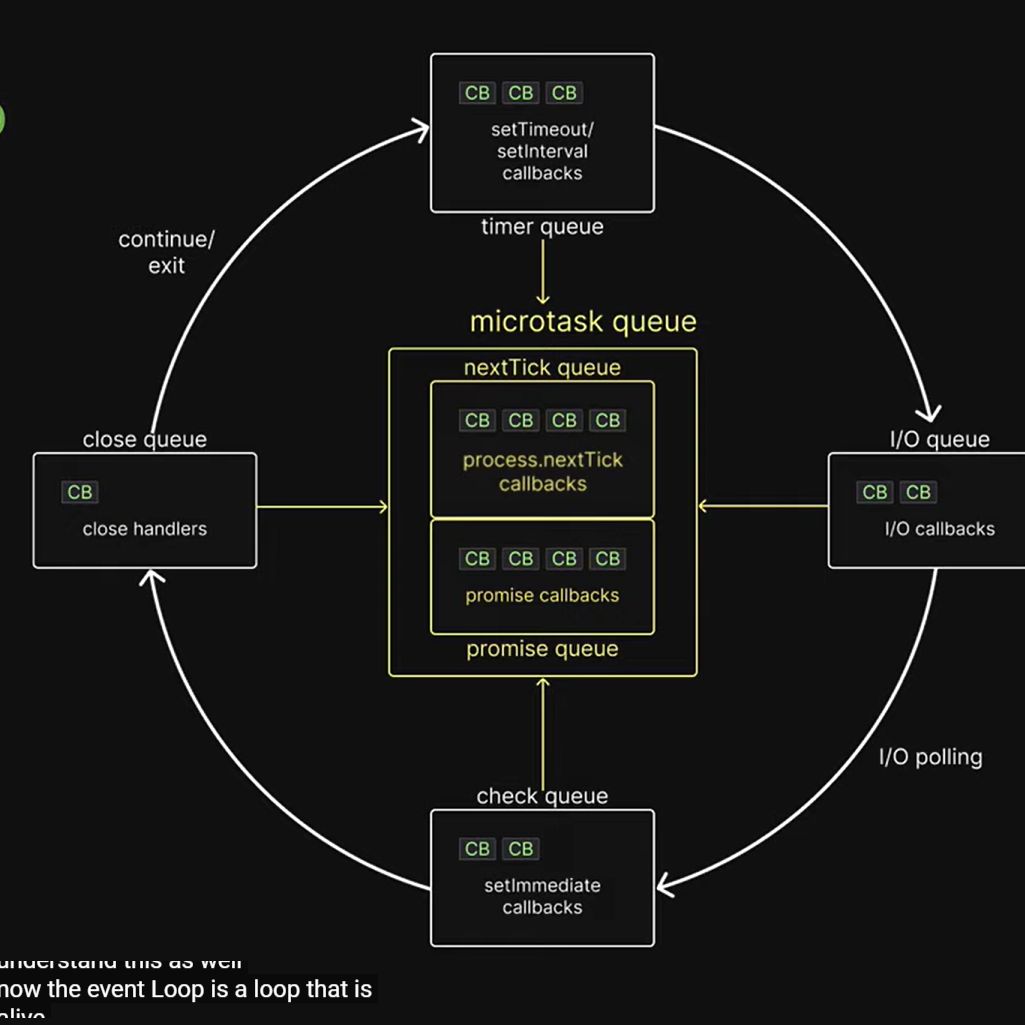 CB CB CB
setTimeout/
setInterval
callbacks
timer queue
continue/
exit
microtask queue
nextTick queue
CB CB CB CB
process.nextTick
callbacks
CB CB CB CB
promise callbacks
promise queue
close queue
CB
close handlers
I/O queue
CB CB
I/O callbacks
I/O polling
check queue
CB CB
setImmediate
callbacks
understand this as well
now the event Loop is a loop that is
alive